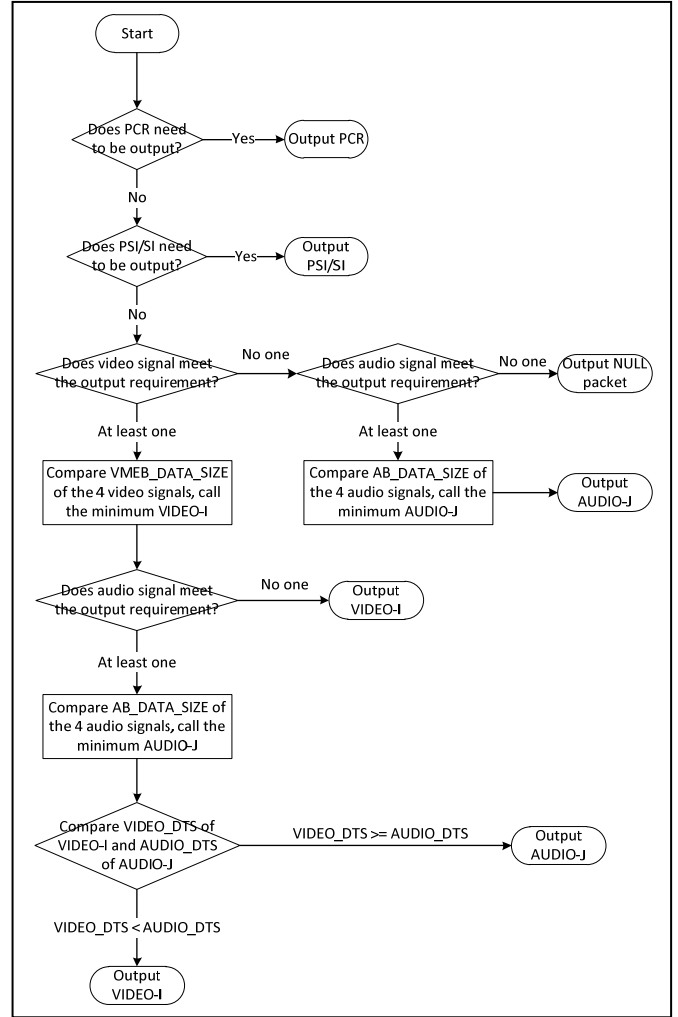 Start
Does PCR need
to be output?
Yes
Output PCR
No
Does PSI/SI need
to be output?
Yes
Output
PSI/SI
No
Does video signal meet
the output requirement?
No one
Does audio signal meet
the output requirement?
No one
Output NULL
packet
At least one
At least one
Compare VMEB_DATA_SIZE
of the 4 video signals, call
the minimum VIDEO-I
Compare AB_DATA_SIZE of
the 4 audio signals, call the
minimum AUDIO-J
Output
AUDIO-J
Does audio signal meet
the output requirement?
No one
Output
VIDEO-I
At least one
Compare AB_DATA_SIZE of
the 4 audio signals, call the
minimum AUDIO-J
Compare VIDEO_DTS of
VIDEO-I and AUDIO_DTS
of AUDIO-J
VIDEO_DTS >= AUDIO_DTS
Output
AUDIO-J
VIDEO_DTS < AUDIO_DTS
Output
VIDEO-I